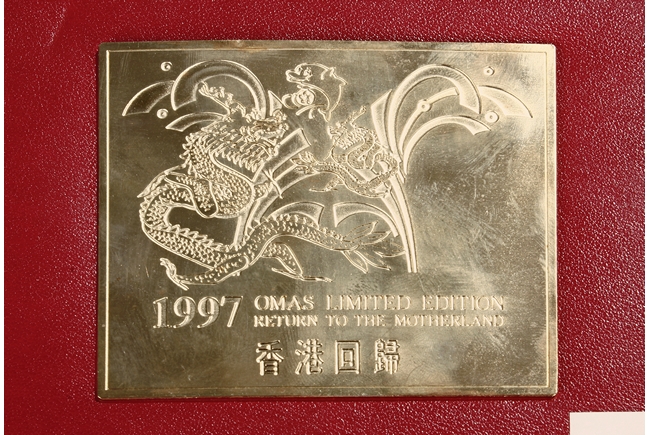 1997 OMAS LIMITED EDITION
RETURN TO THE MOTHERLAND
香港回歸